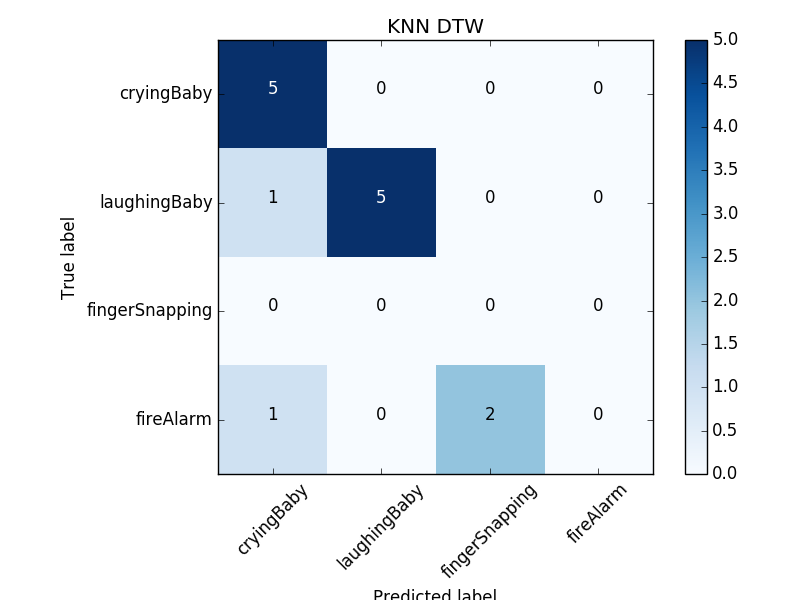 KNN DTW
cryingBaby 5 0 0 0
laughingBaby 1 5 0 0
fingerSnapping 0 0 0 0
fireAlarm 1 0 2 0
True label
cryingBaby laughingBaby fingerSnapping fireAlarm
Predicted label
5.0
4.5
4.0
3.5
3.0
2.5
2.0
1.5
1.0
0.5
0.0